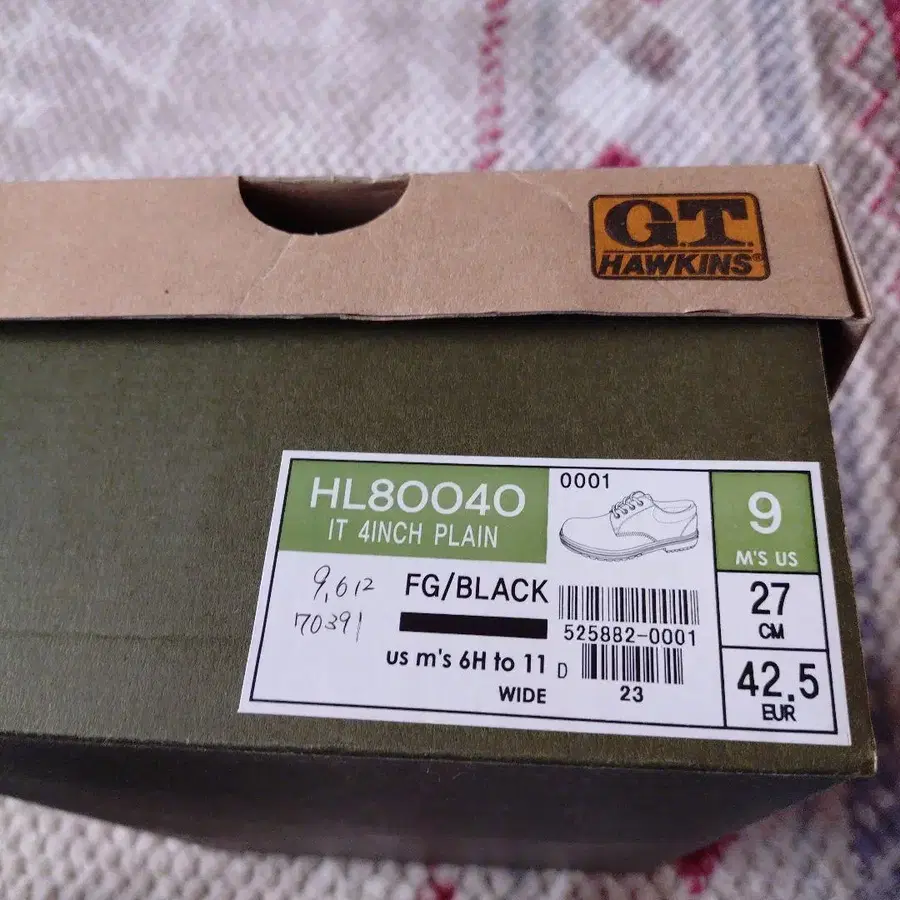 G.T.
HAWKINS®
HL80040
IT 4INCH PLAIN
0001
9
M'S US
9,612
70391
FG/BLACK
525882-0001
27
CM
us m's 6H to 11 D
WIDE
23
42.5
EUR